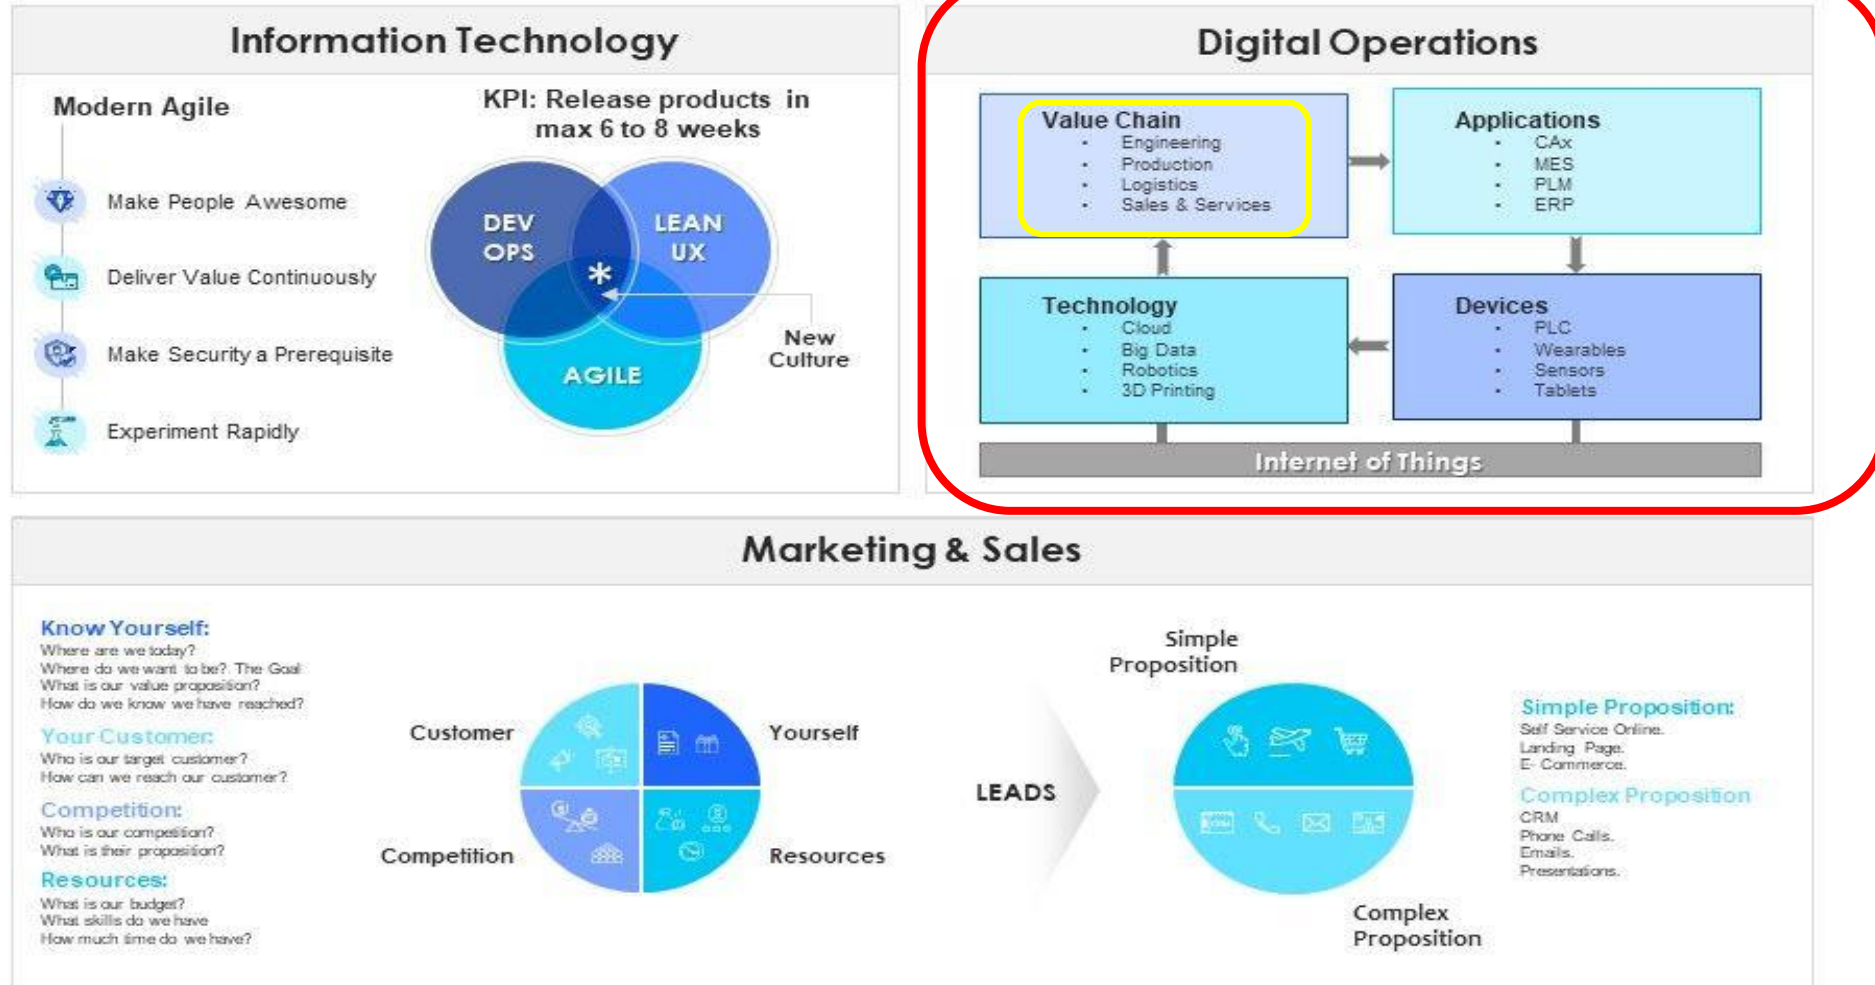 Information Technology
Modern Agile
Make People Awesome
Deliver Value Continuously
Make Security a Prerequisite
Experiment Rapidly
KPI: Release products in
max 6 to 8 weeks
DEV
OPS
LEAN
UX
*
AGILE
New
Culture
Digital Operations
Value Chain
• Engineering
• Production
• Logistics
• Sales & Services
Applications
• CAx
• MES
• PLM
• ERP
Technology
• Cloud
• Big Data
• Robotics
• 3D Printing
Devices
• PLC
• Wearables
• Sensors
• Tablets
Internet of Things
Marketing & Sales
Know Yourself:
Where are we today?
Where do we want to be? The Goal
What is our value proposition?
How do we know we have reached?
Your Customer:
Who is our target customer?
How can we reach our customer?
Competition:
Who is our competition?
What is their proposition?
Resources:
What is our budget?
What skills do we have
How much time do we have?
Customer
Yourself
Competition
Resources
LEADS
Simple
Proposition
Complex
Proposition
Simple Proposition:
Self Service Online.
Landing Page.
E- Commerce.
Complex Proposition
CRM
Phone Calls.
Emails.
Presentations.